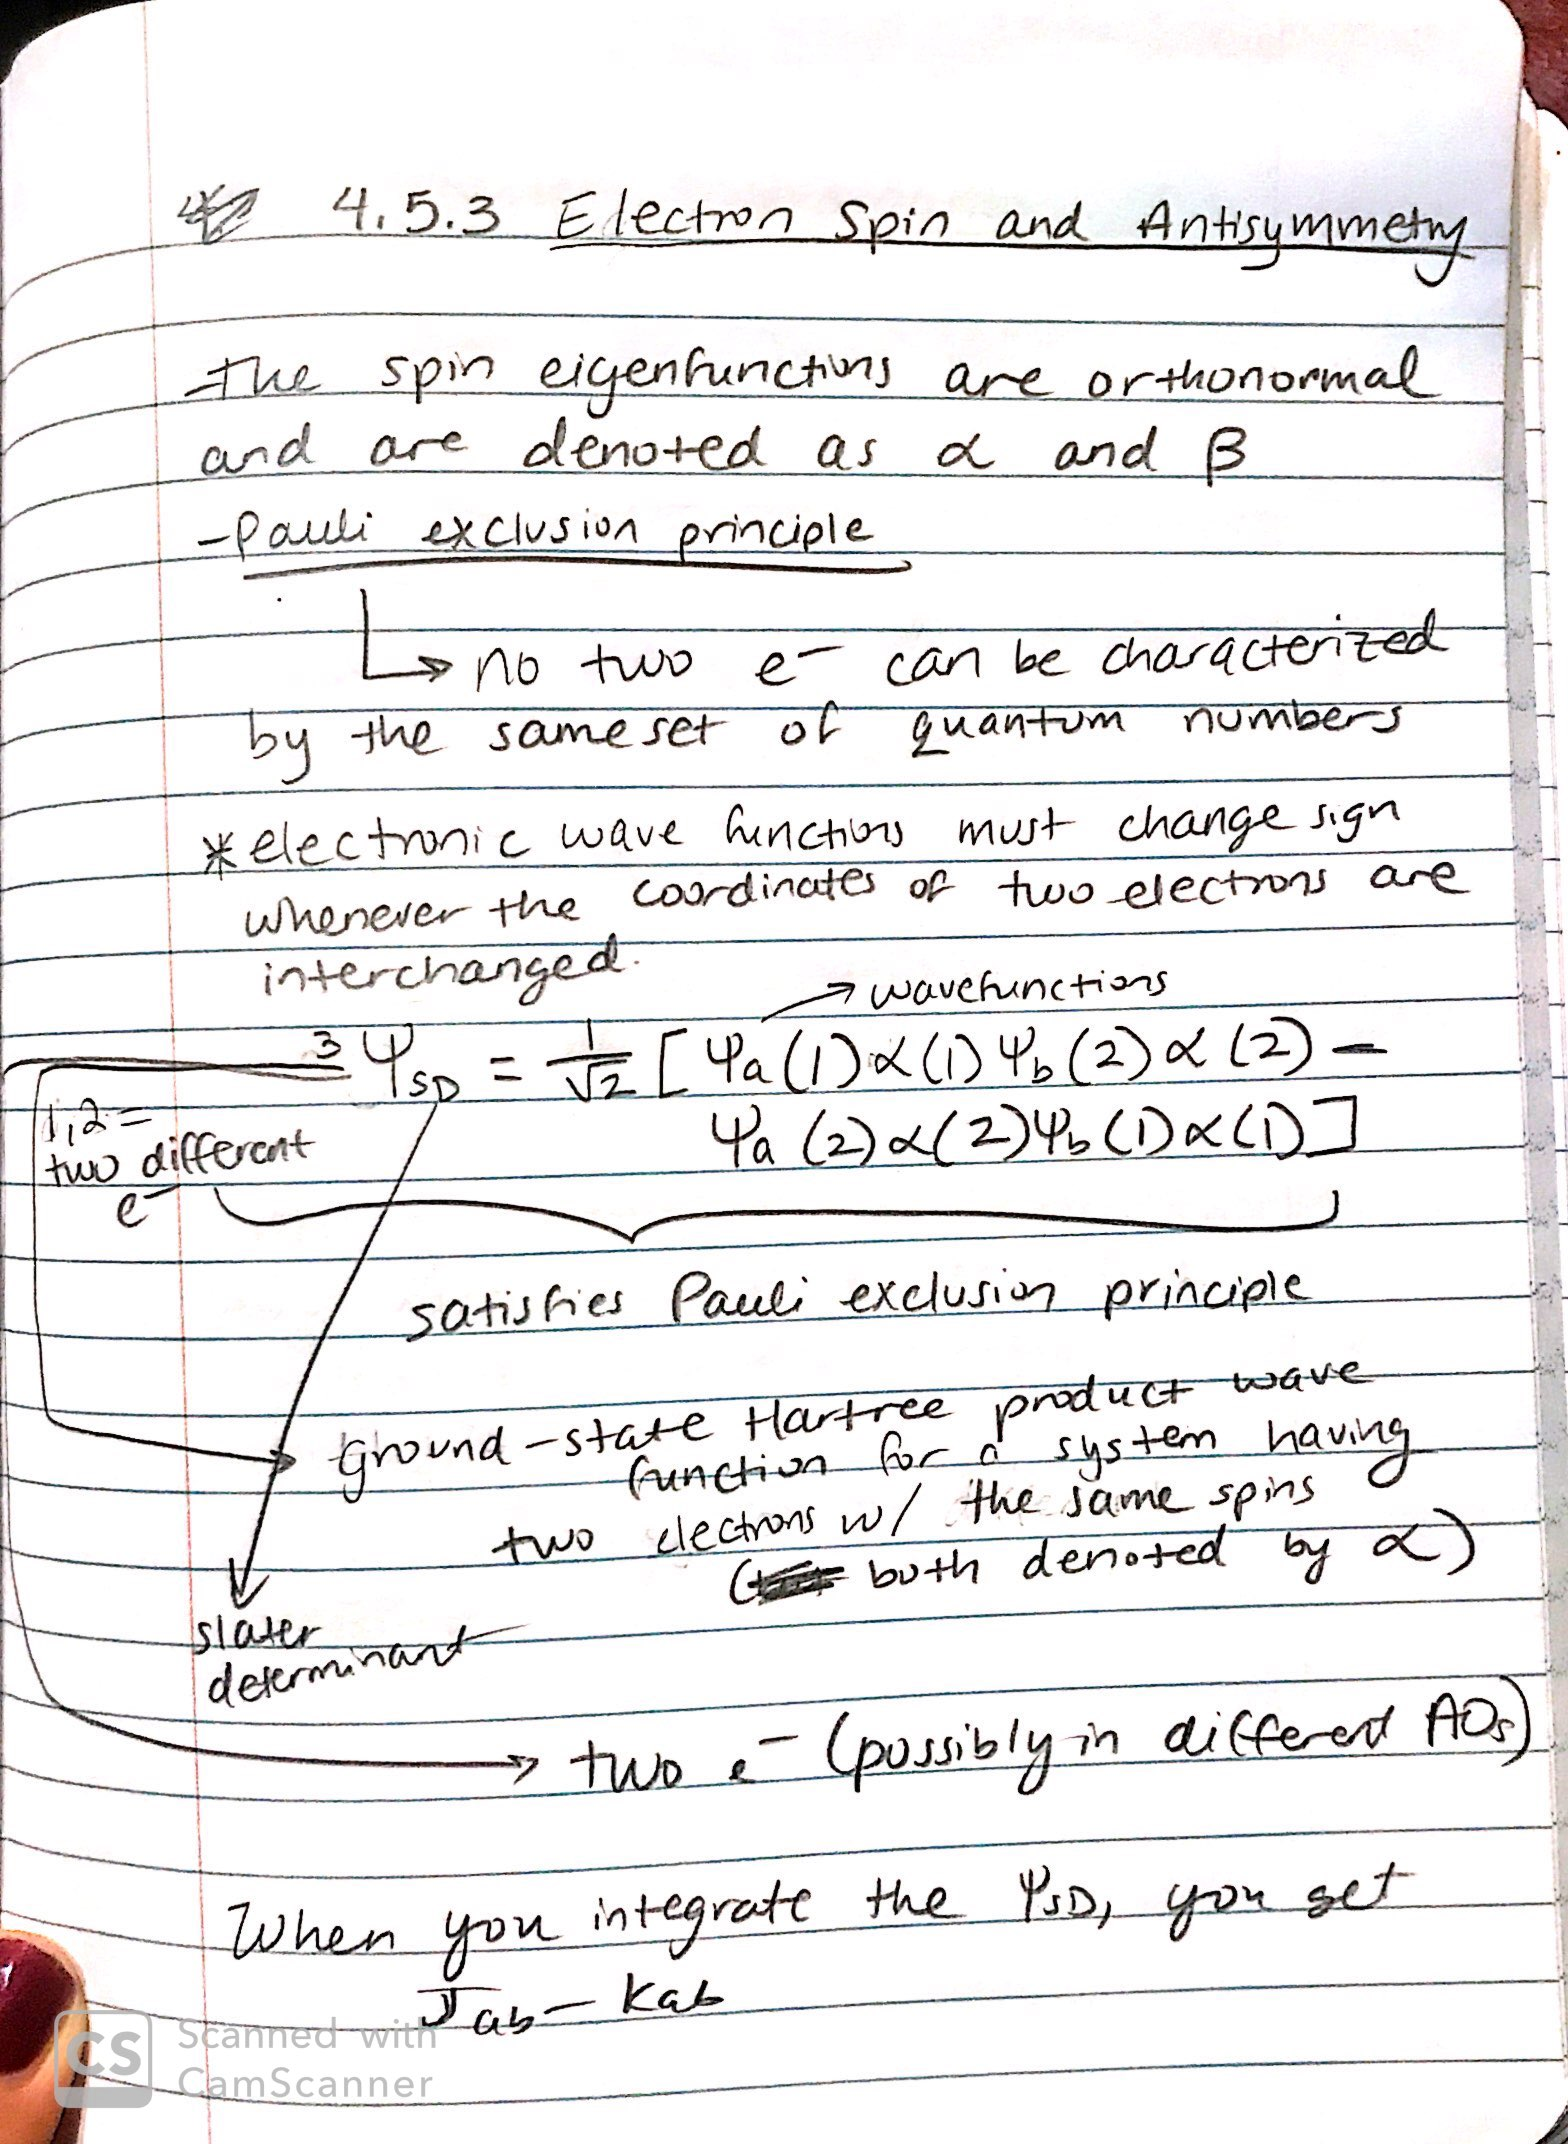 4.5.3 Electron Spin and Antisymmetry
The spin eigenfunctions are orthonormal
and are denoted as α and β
- Pauli exclusion principle
↳ no two e⁻ can be characterized
by the same set of quantum numbers
* electronic wave functions must change sign
whenever the coordinates of two electrons are
interchanged.
→ wavefunctions
³Ψ_SD = 1/√2 [Ψa(1)α(1)Ψb(2)α(2) −
Ψa(2)α(2)Ψb(1)α(1)]
1,2 =
two different
e⁻
satisfies Pauli exclusion principle
Ground-state Hartree product wave
function for a system having
two electrons w/ the same spins
(both denoted by α)
slater
determinant
→ two e⁻ (possibly in different AOs)
When you integrate the Ψ_SD, you get
Jab − Kab
CS Scanned with
CamScanner